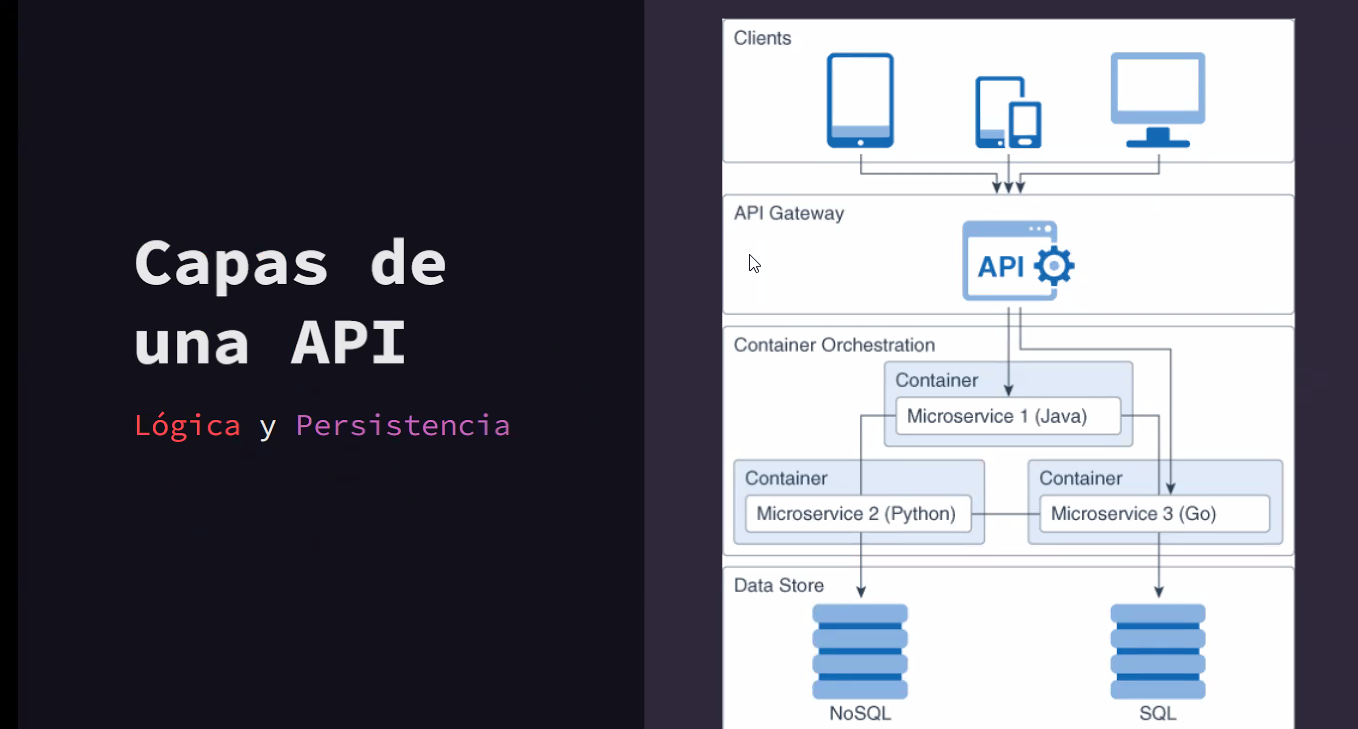 Capas de
una API
Lógica y Persistencia
Clients
API Gateway
API
Container Orchestration
Container
Microservice 1 (Java)
Container
Microservice 2 (Python)
Container
Microservice 3 (Go)
Data Store
NoSQL
SQL